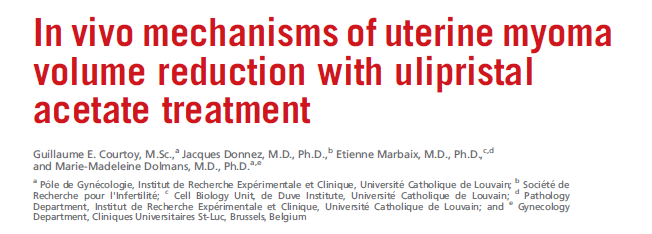 In vivo mechanisms of uterine myoma
volume reduction with ulipristal
acetate treatment
Guillaume E. Courtoy, M.Sc.,a Jacques Donnez, M.D., Ph.D.,b Etienne Marbaix, M.D., Ph.D.,c,d
and Marie-Madeleine Dolmans, M.D., Ph.D.a,e
a Pôle de Gynécologie, Institut de Recherche Expérimentale et Clinique, Université Catholique de Louvain; b Société de
Recherche pour l'Infertilité; c Cell Biology Unit, de Duve Institute, Université Catholique de Louvain; d Pathology
Department, Institut de Recherche Expérimentale et Clinique, Université Catholique de Louvain; and e Gynecology
Department, Cliniques Universitaires St-Luc, Brussels, Belgium